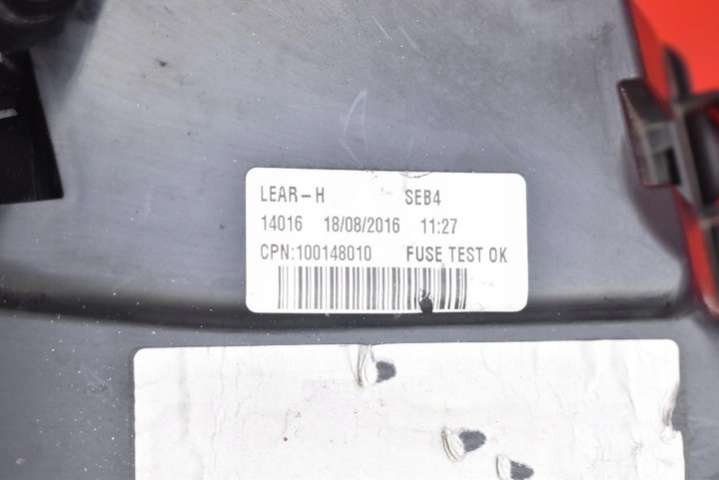 LEAR-H SEB4
14016 18/08/2016 11:27
CPN:100148010 FUSE TEST OK